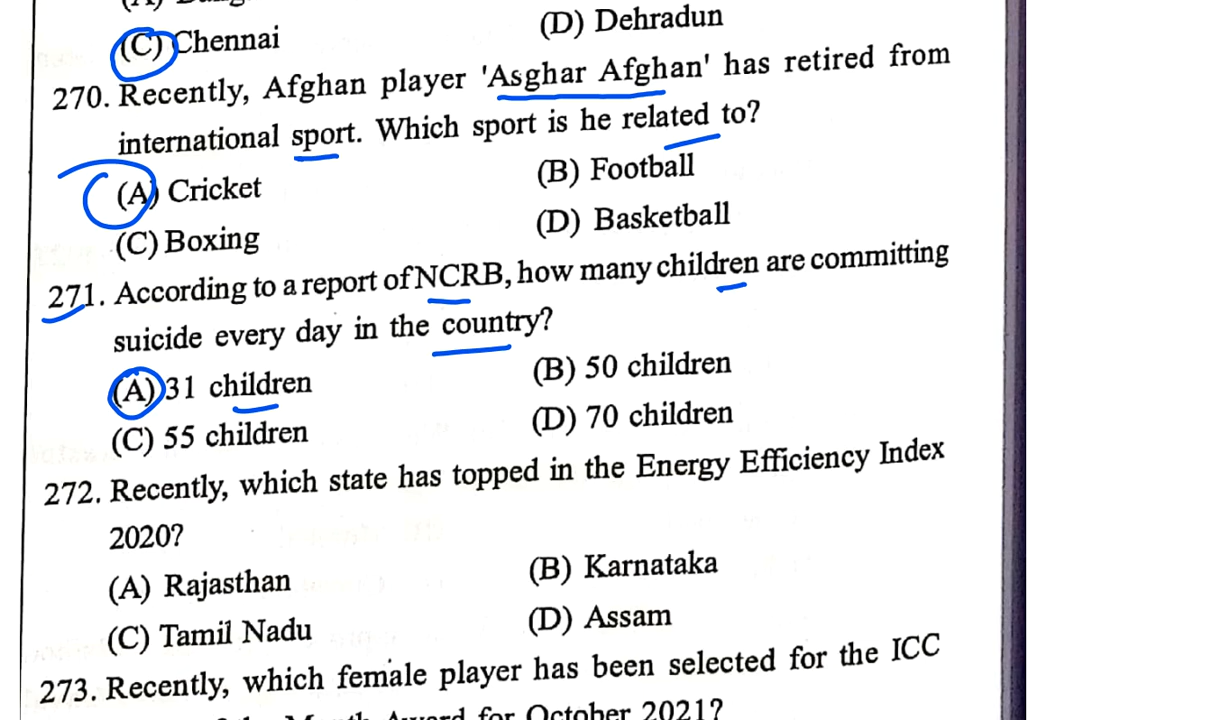 (C) Chennai
(D) Dehradun
270. Recently, Afghan player 'Asghar Afghan' has retired from
international sport. Which sport is he related to?
(A) Cricket
(B) Football
(C) Boxing
(D) Basketball
271. According to a report of NCRB, how many children are committing
suicide every day in the country?
(A) 31 children
(B) 50 children
(C) 55 children
(D) 70 children
272. Recently, which state has topped in the Energy Efficiency Index
2020?
(A) Rajasthan
(B) Karnataka
(C) Tamil Nadu
(D) Assam
273. Recently, which female player has been selected for the ICC
Award for October 2021?